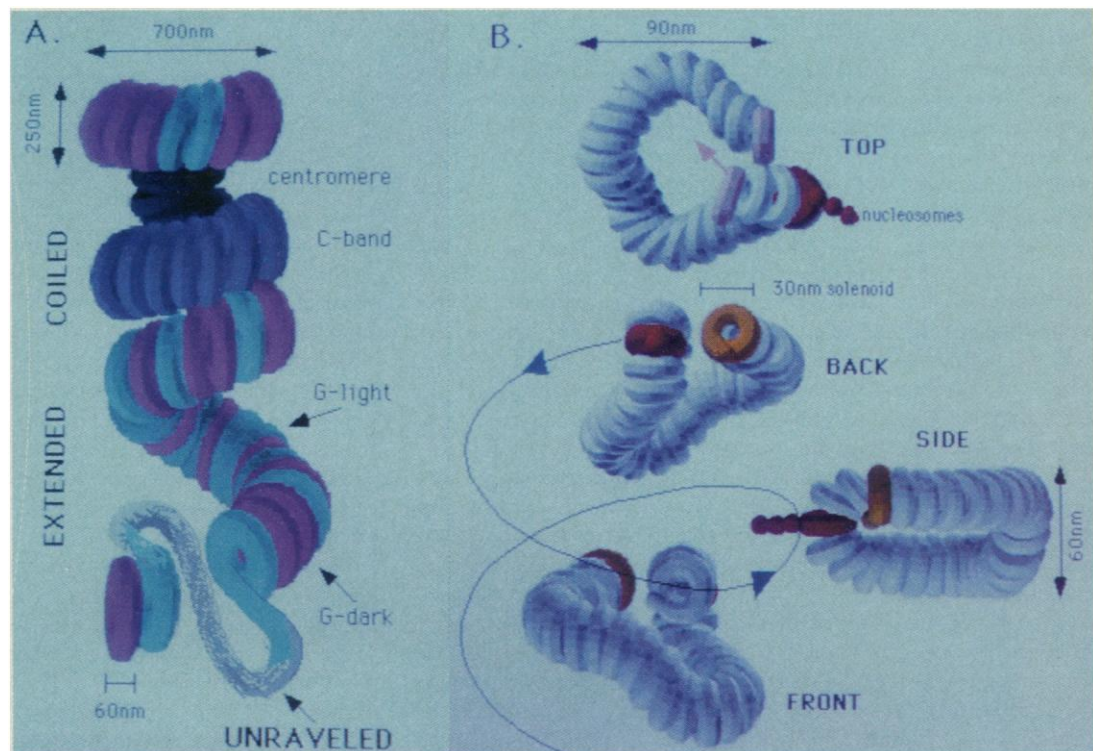 A.
700nm
250nm
centromere
C-band
COILED
G-light
EXTENDED
G-dark
60nm
UNRAVELED
B.
90nm
TOP
nucleosomes
30nm solenoid
BACK
SIDE
60nm
FRONT